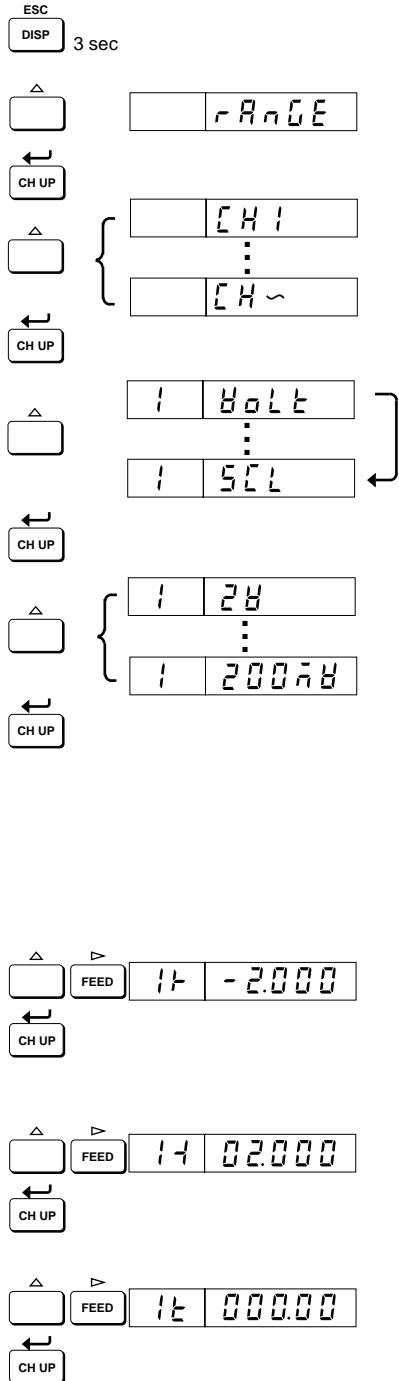 ESC
DISP 3 sec
rAnGE
CH UP
CH1
CH
CH UP
1 VoLt
1 SCL
CH UP
1 2V
1 200mV
CH UP
FEED 1 -2.000
CH UP
FEED 1 02.000
CH UP
FEED 1t 000.00
CH UP